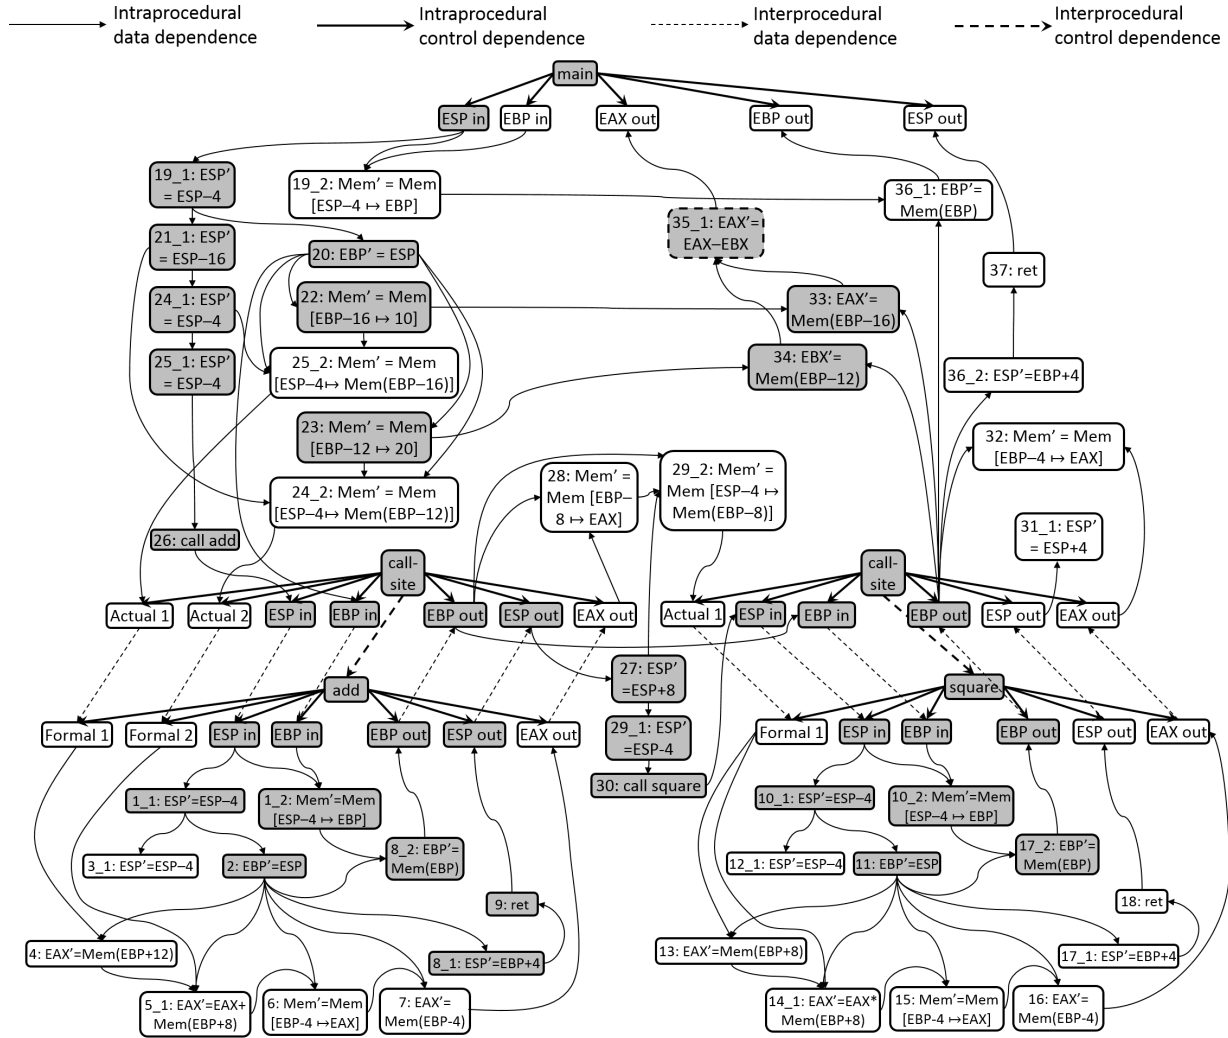 Intraprocedural
data dependence
Intraprocedural
control dependence
Interprocedural
data dependence
Interprocedural
control dependence
main
ESP in
EBP in
EAX out
EBP out
ESP out
19_1: ESP'
= ESP−4
19_2: Mem' = Mem
[ESP−4 ↦ EBP]
36_1: EBP'=
Mem(EBP)
35_1: EAX'=
EAX−EBX
21_1: ESP'
= ESP−16
20: EBP' = ESP
37: ret
24_1: ESP'
= ESP−4
22: Mem' = Mem
[EBP−16 ↦ 10]
33: EAX'=
Mem(EBP−16)
25_1: ESP'
= ESP−4
25_2: Mem' = Mem
[ESP−4↦ Mem(EBP−16)]
34: EBX'=
Mem(EBP−12)
36_2: ESP'=EBP+4
23: Mem' = Mem
[EBP−12 ↦ 20]
32: Mem' = Mem
[EBP−4 ↦ EAX]
24_2: Mem' = Mem
[ESP−4↦ Mem(EBP−12)]
28: Mem' =
Mem [EBP−
8 ↦ EAX]
29_2: Mem' =
Mem [ESP−4 ↦
Mem(EBP−8)]
26: call add
31_1: ESP'
= ESP+4
call-
site
call-
site
Actual 1
Actual 2
ESP in
EBP in
EBP out
ESP out
EAX out
Actual 1
ESP in
EBP in
EBP out
ESP out
EAX out
27: ESP'
=ESP+8
add
square
29_1: ESP'
=ESP-4
Formal 1
Formal 2
ESP in
EBP in
EBP out
ESP out
EAX out
Formal 1
ESP in
EBP in
EBP out
ESP out
EAX out
30: call square
1_1: ESP'=ESP−4
1_2: Mem'=Mem
[ESP−4 ↦ EBP]
10_1: ESP'=ESP−4
10_2: Mem'=Mem
[ESP−4 ↦ EBP]
3_1: ESP'=ESP−4
2: EBP'=ESP
8_2: EBP'=
Mem(EBP)
12_1: ESP'=ESP−4
11: EBP'=ESP
17_2: EBP'=
Mem(EBP)
9: ret
18: ret
4: EAX'=Mem(EBP+12)
8_1: ESP'=EBP+4
13: EAX'=Mem(EBP+8)
17_1: ESP'=EBP+4
5_1: EAX'=EAX+
Mem(EBP+8)
6: Mem'=Mem
[EBP-4 ↦EAX]
7: EAX'=
Mem(EBP-4)
14_1: EAX'=EAX*
Mem(EBP+8)
15: Mem'=Mem
[EBP-4 ↦EAX]
16: EAX'=
Mem(EBP-4)